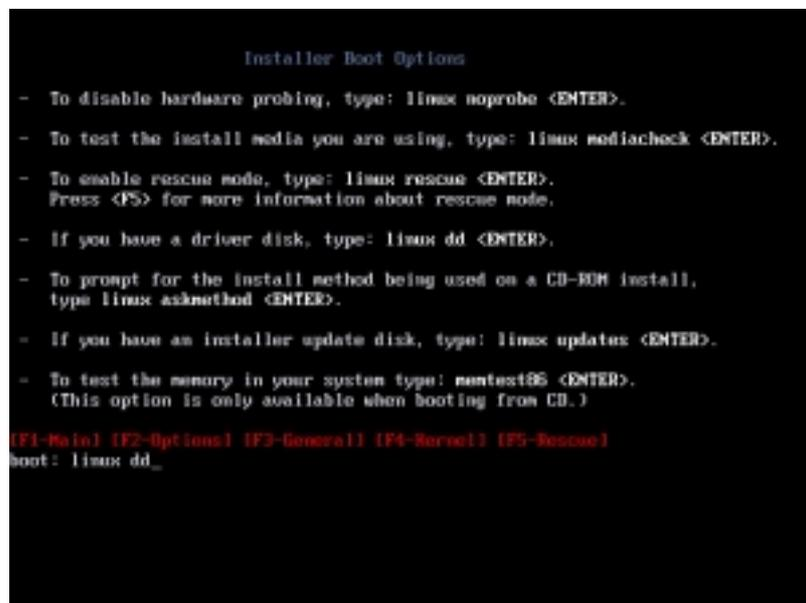 Installer Boot Options
- To disable hardware probing, type: linux noprobe <ENTER>.
- To test the install media you are using, type: linux mediacheck <ENTER>.
- To enable rescue mode, type: linux rescue <ENTER>.
Press <F5> for more information about rescue mode.
- If you have a driver disk, type: linux dd <ENTER>.
- To prompt for the install method being used on a CD-ROM install,
type linux askmethod <ENTER>.
- If you have an installer update disk, type: linux updates <ENTER>.
- To test the memory in your system type: memtest86 <ENTER>.
(This option is only available when booting from CD.)
[F1-Main] [F2-Options] [F3-General] [F4-Kernel] [F5-Rescue]
boot: linux dd_